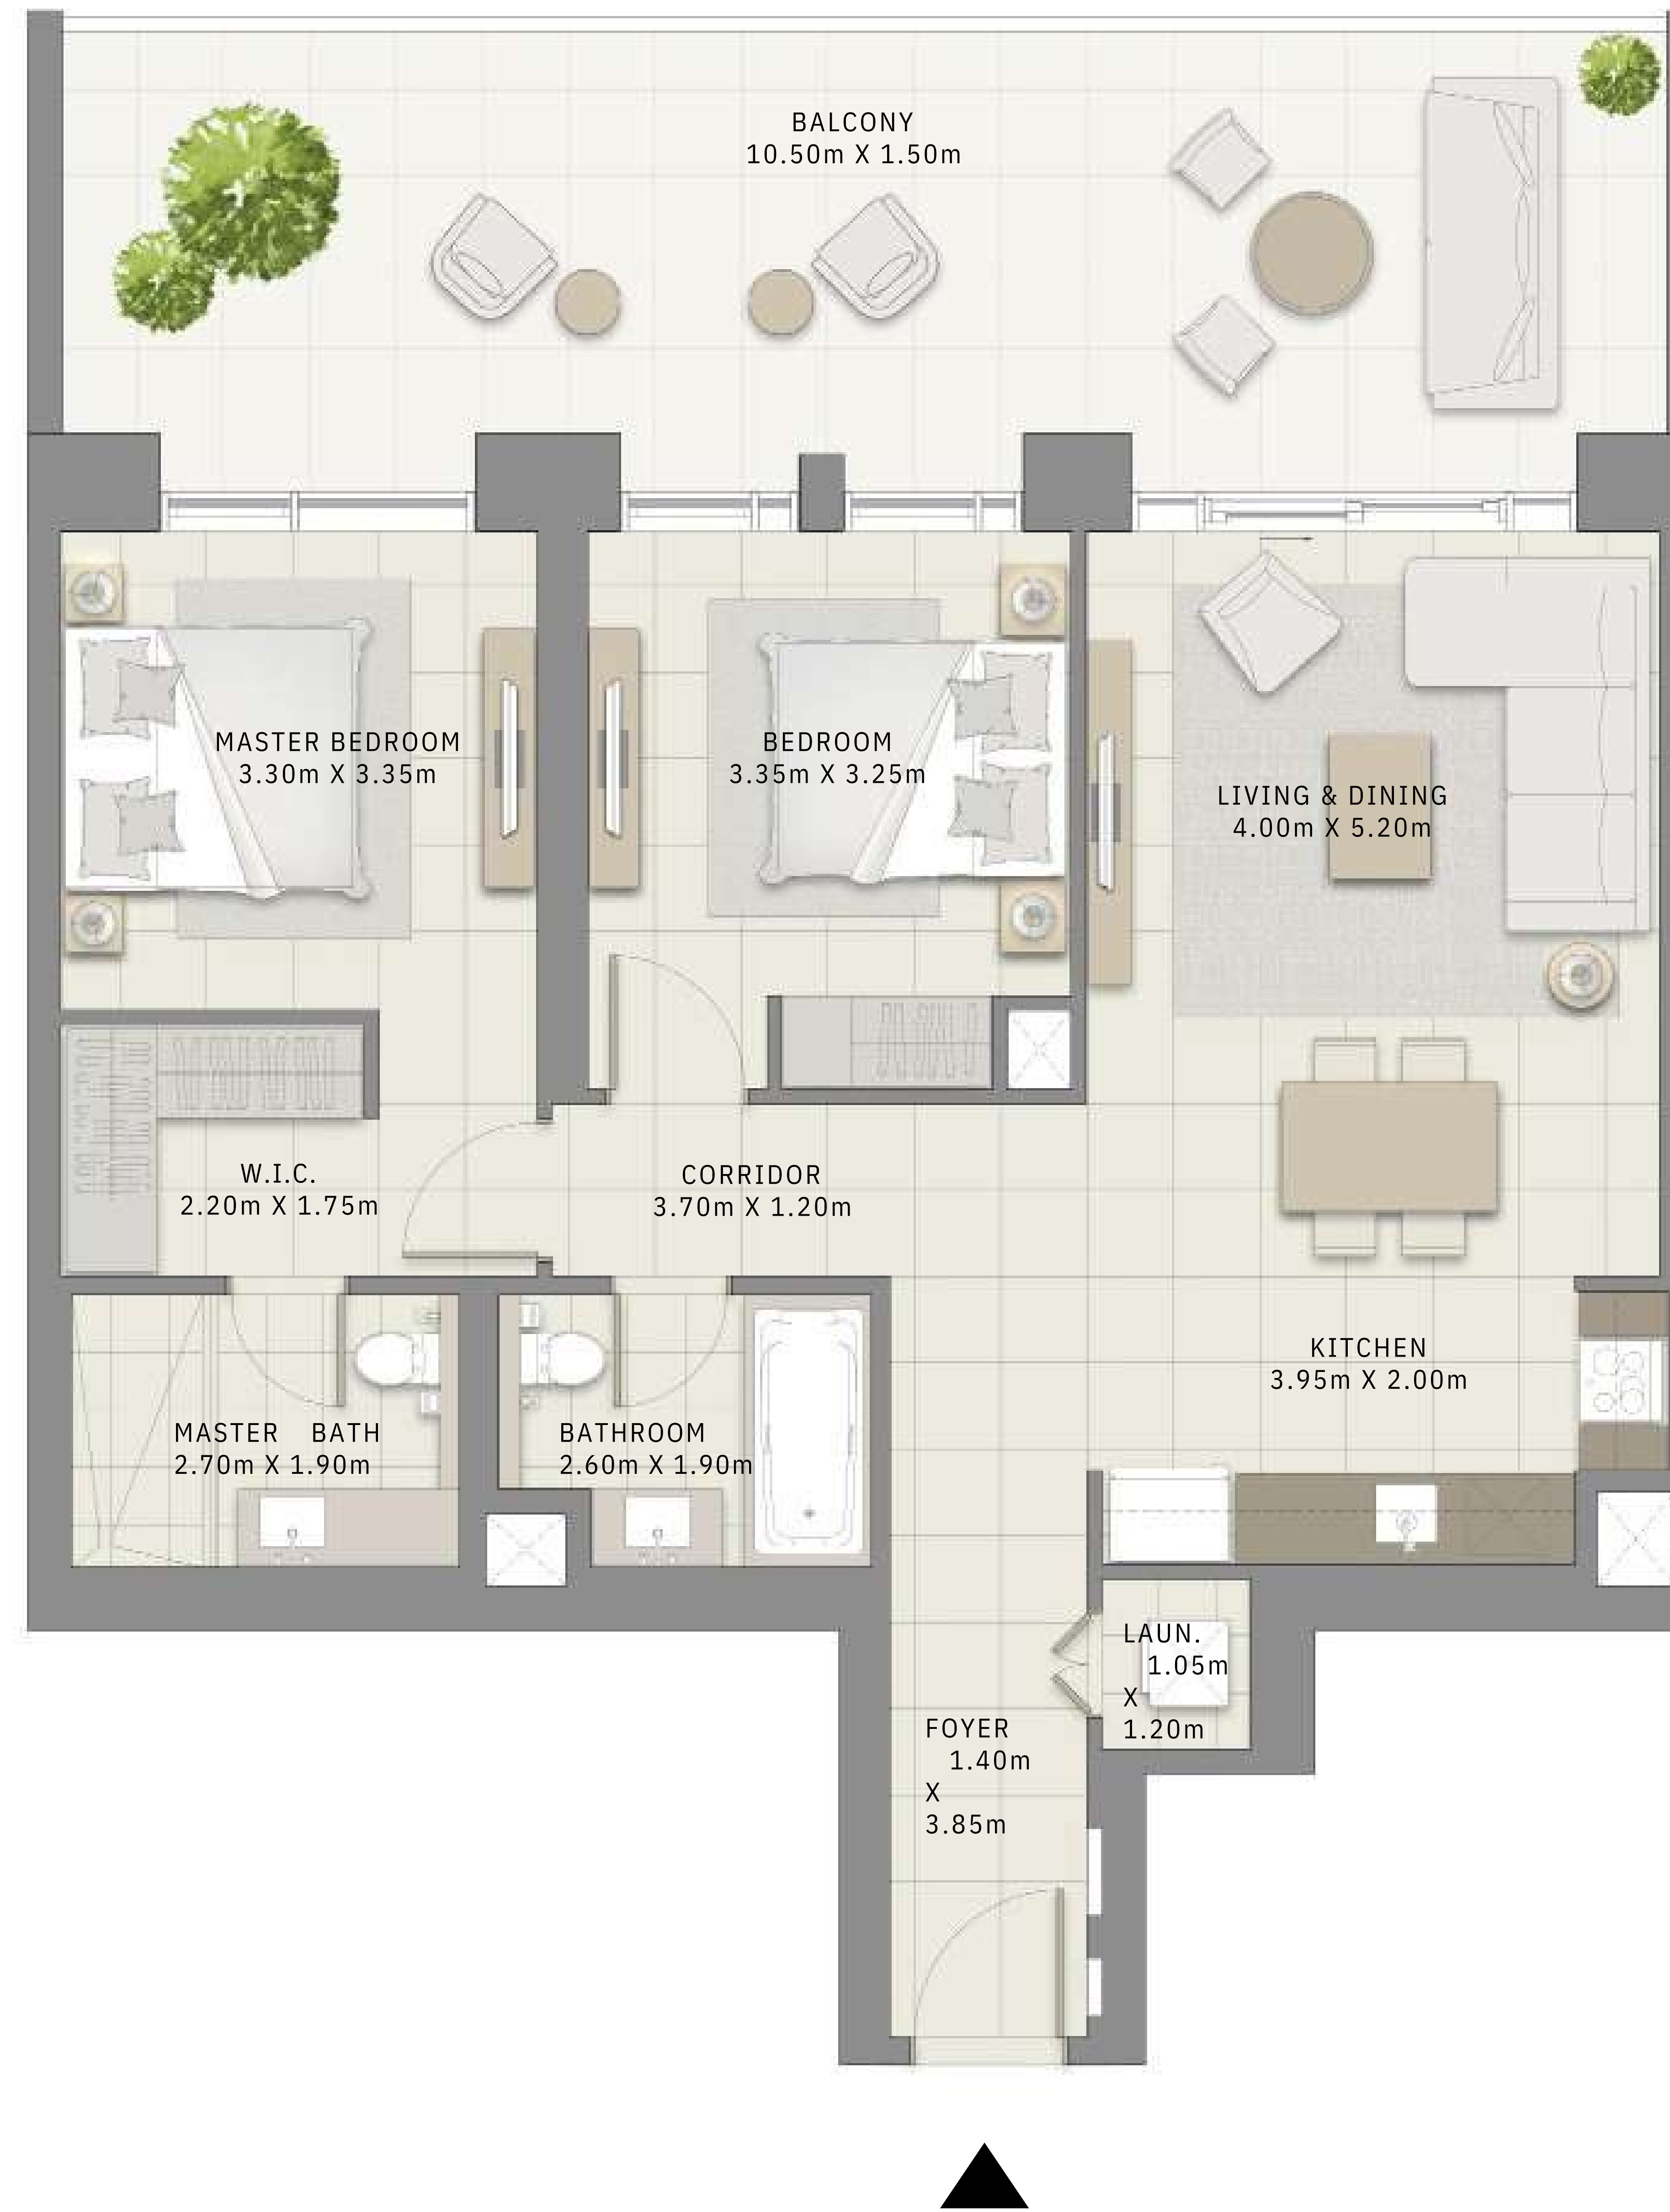 BALCONY
10.50m X 1.50m
MASTER BEDROOM
3.30m X 3.35m
BEDROOM
3.35m X 3.25m
LIVING & DINING
4.00m X 5.20m
W.I.C.
2.20m X 1.75m
CORRIDOR
3.70m X 1.20m
KITCHEN
3.95m X 2.00m
MASTER BATH
2.70m X 1.90m
BATHROOM
2.60m X 1.90m
LAUN.
1.05m
X
1.20m
FOYER
1.40m
X
3.85m